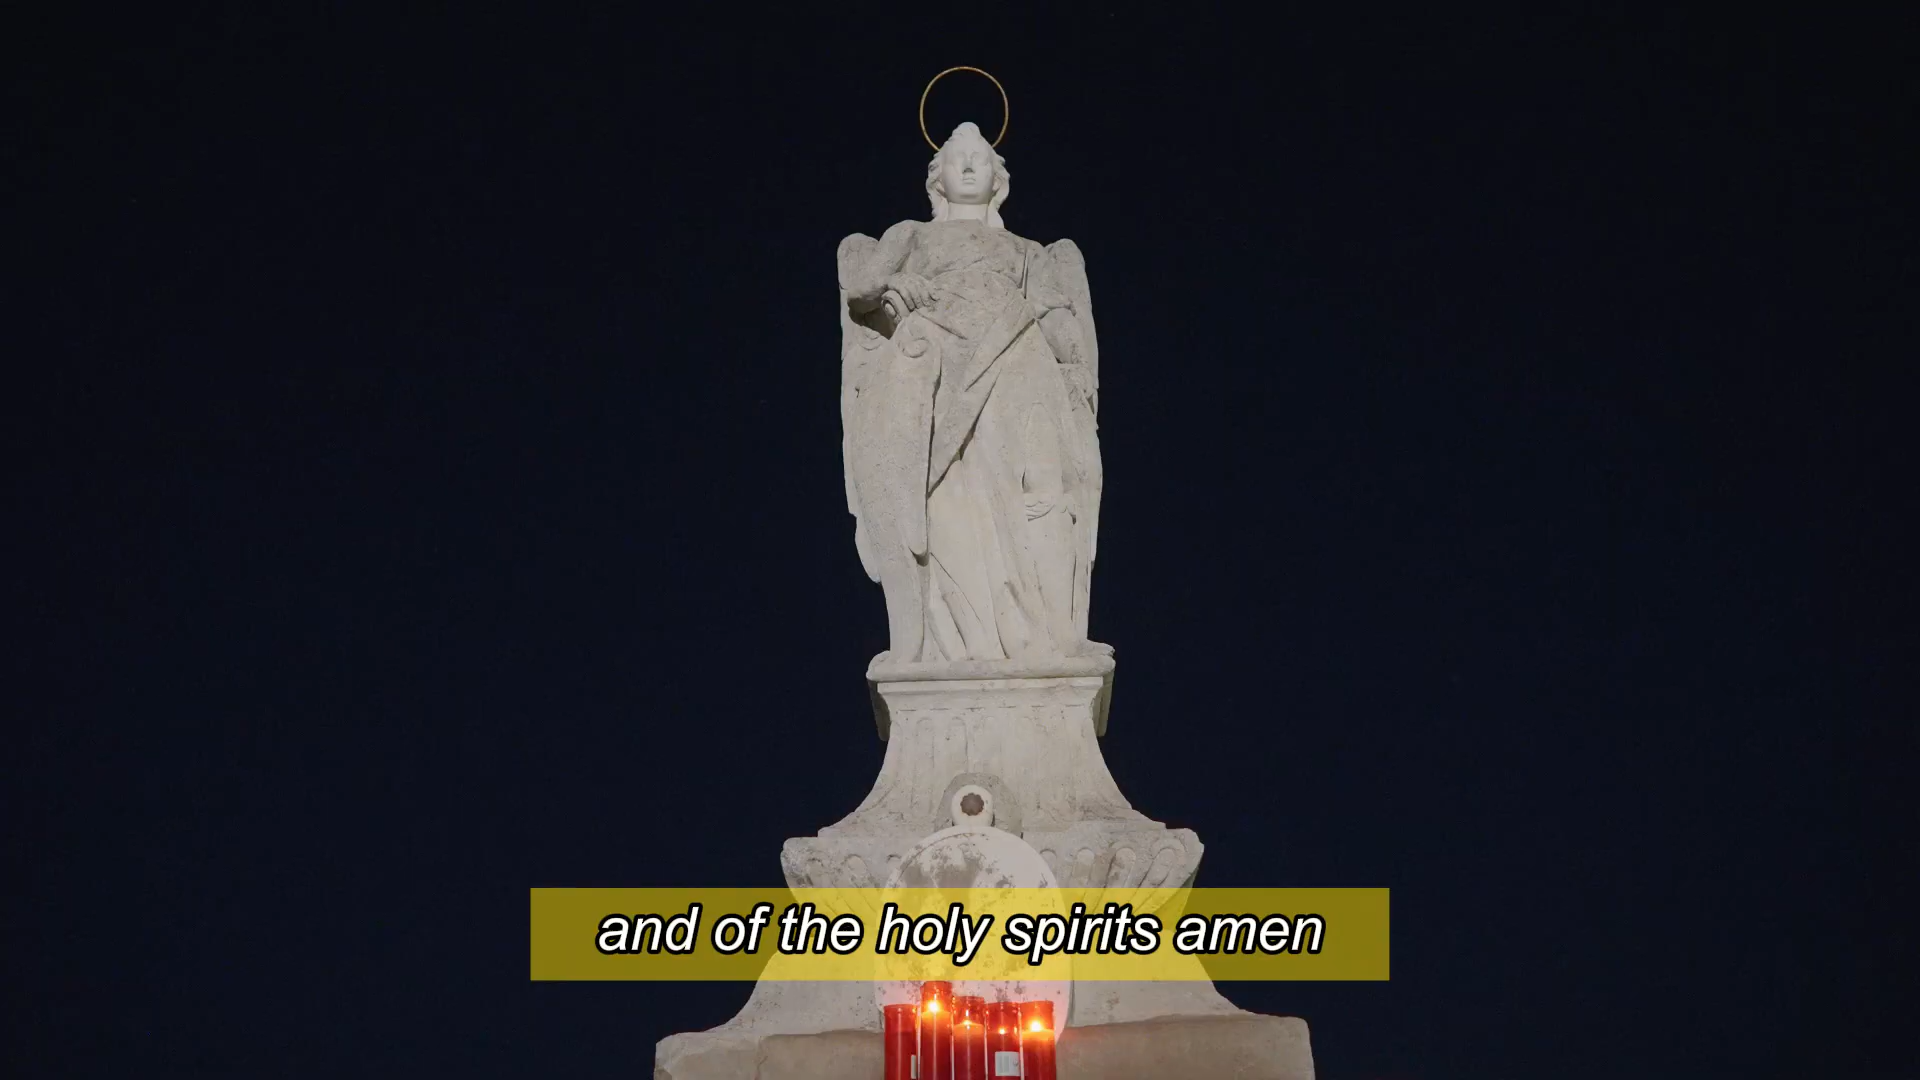 and of the holy spirits amen